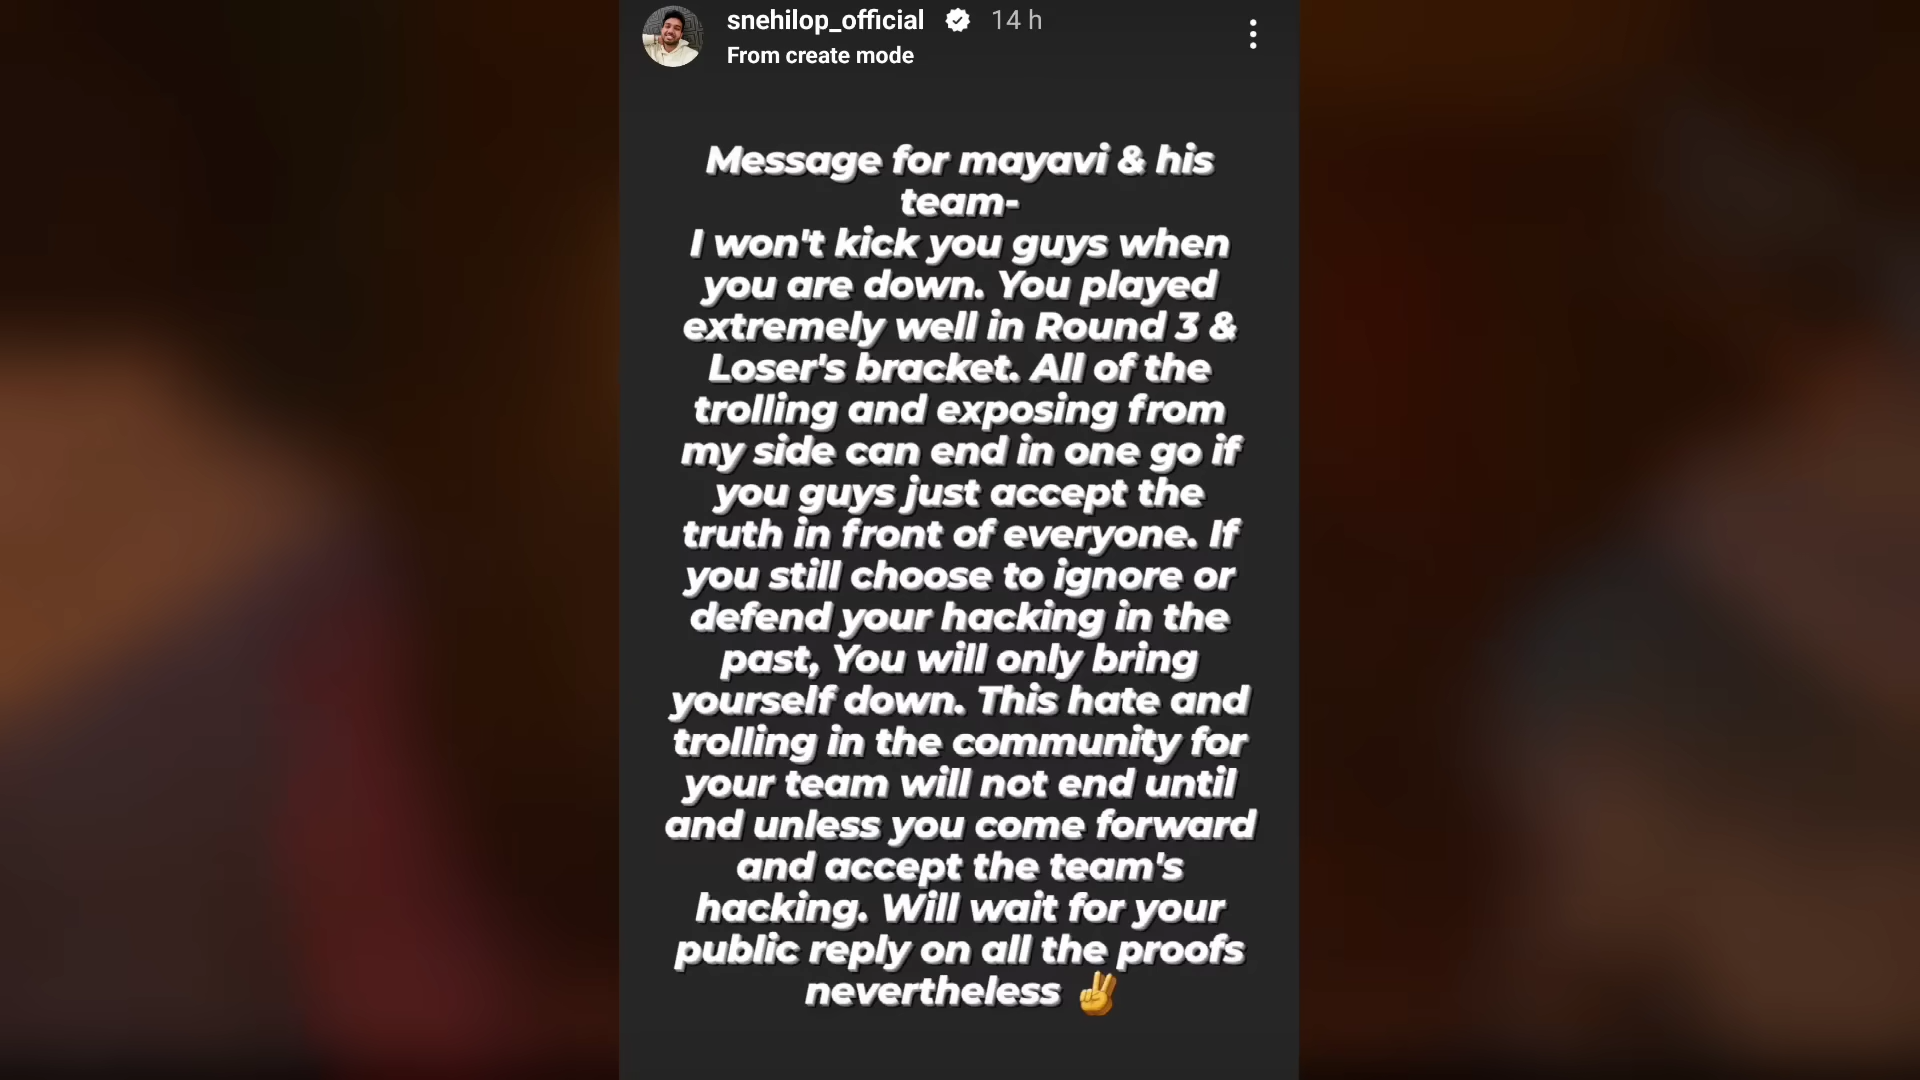 snehilop_official 14 h
From create mode
Message for mayavi & his
team-
I won't kick you guys when
you are down. You played
extremely well in Round 3 &
Loser's bracket. All of the
trolling and exposing from
my side can end in one go if
you guys just accept the
truth in front of everyone. If
you still choose to ignore or
defend your hacking in the
past, You will only bring
yourself down. This hate and
trolling in the community for
your team will not end until
and unless you come forward
and accept the team's
hacking. Will wait for your
public reply on all the proofs
nevertheless ✌️